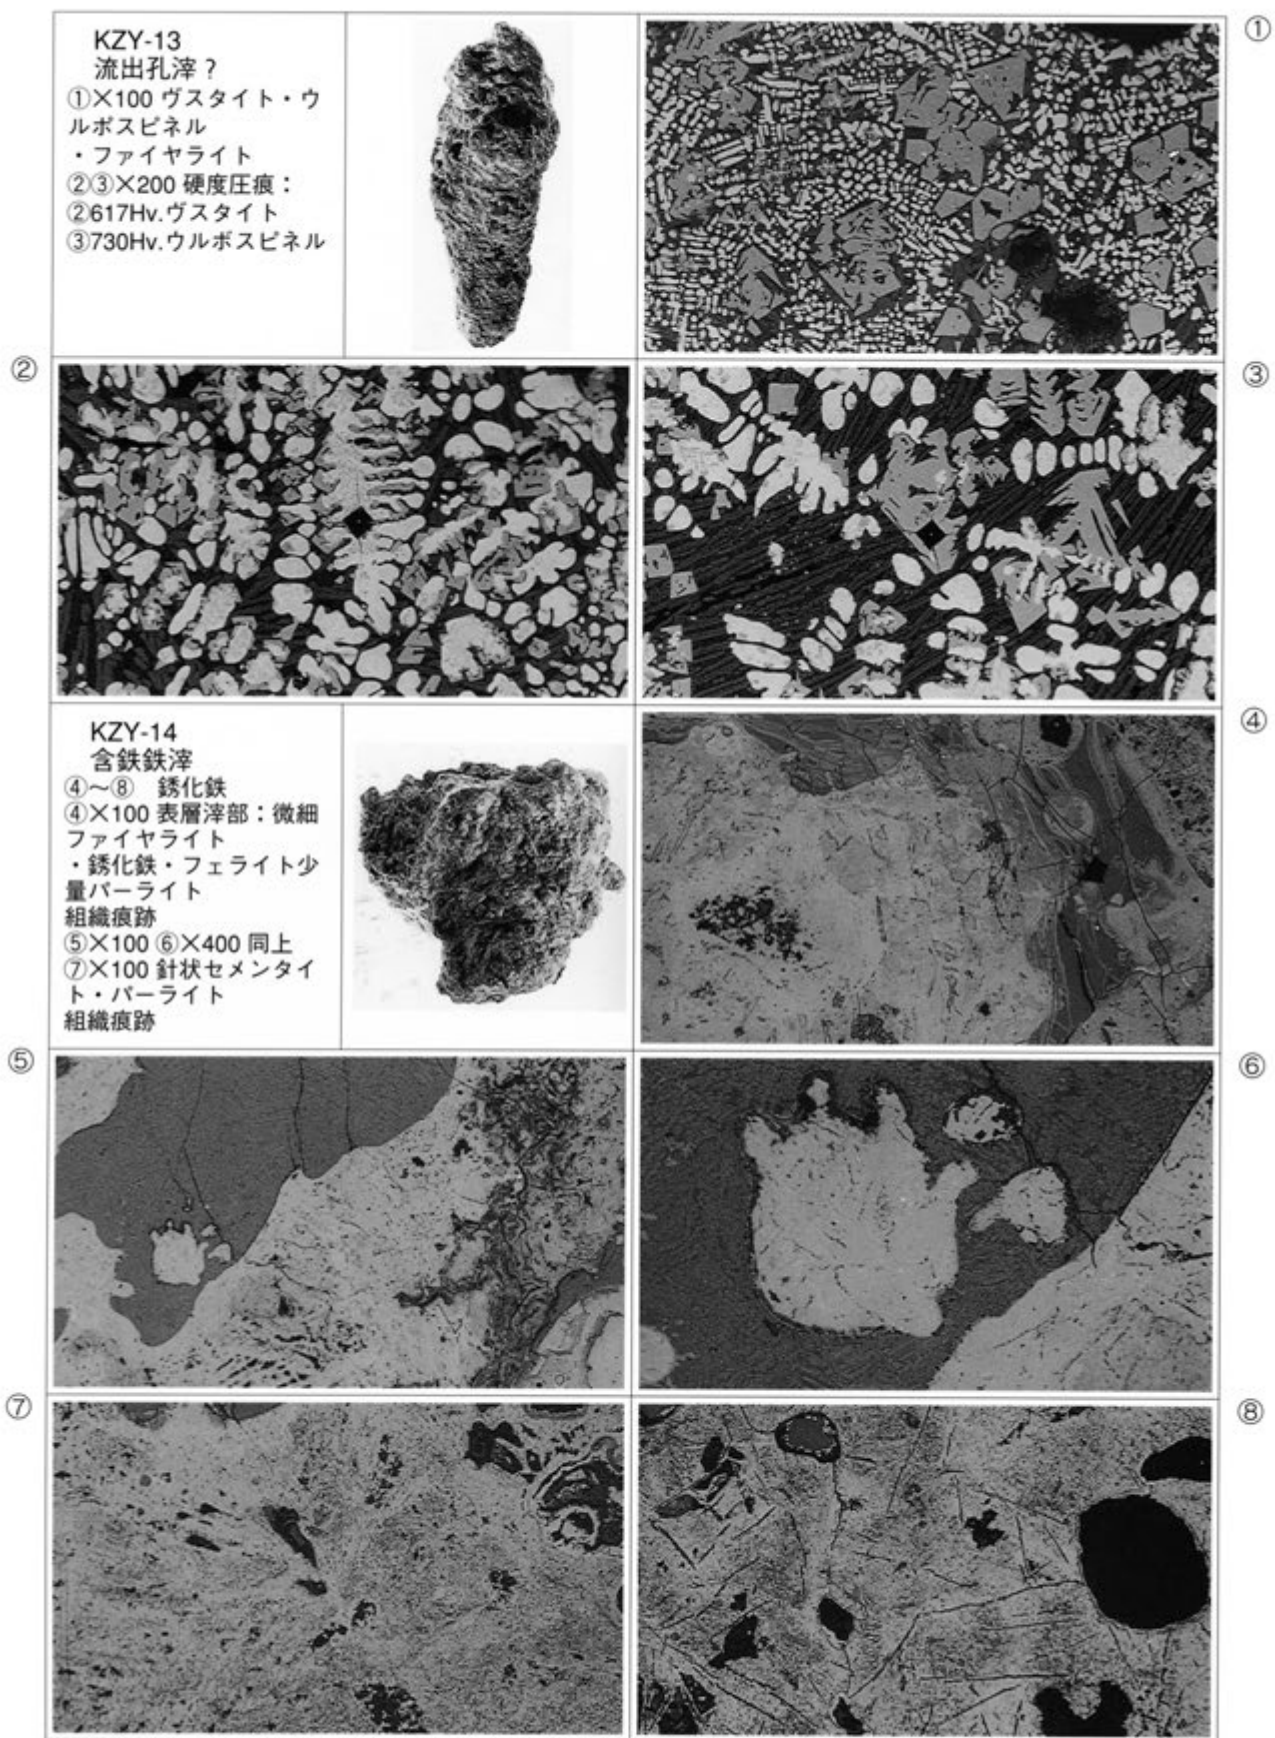 KZY-13
流出孔滓？
①×100 ヴスタイト・ウ
ルボスピネル
・ファイヤライト
②③×200 硬度圧痕：
②617Hv.ヴスタイト
③730Hv.ウルボスピネル
①
②
③
KZY-14
含鉄鉄滓
④～⑧　銹化鉄
④×100 表層滓部：微細
ファイヤライト
・銹化鉄・フェライト少
量パーライト
組織痕跡
⑤×100 ⑥×400 同上
⑦×100 針状セメンタイ
ト・パーライト
組織痕跡
④
⑤
⑥
⑦
⑧